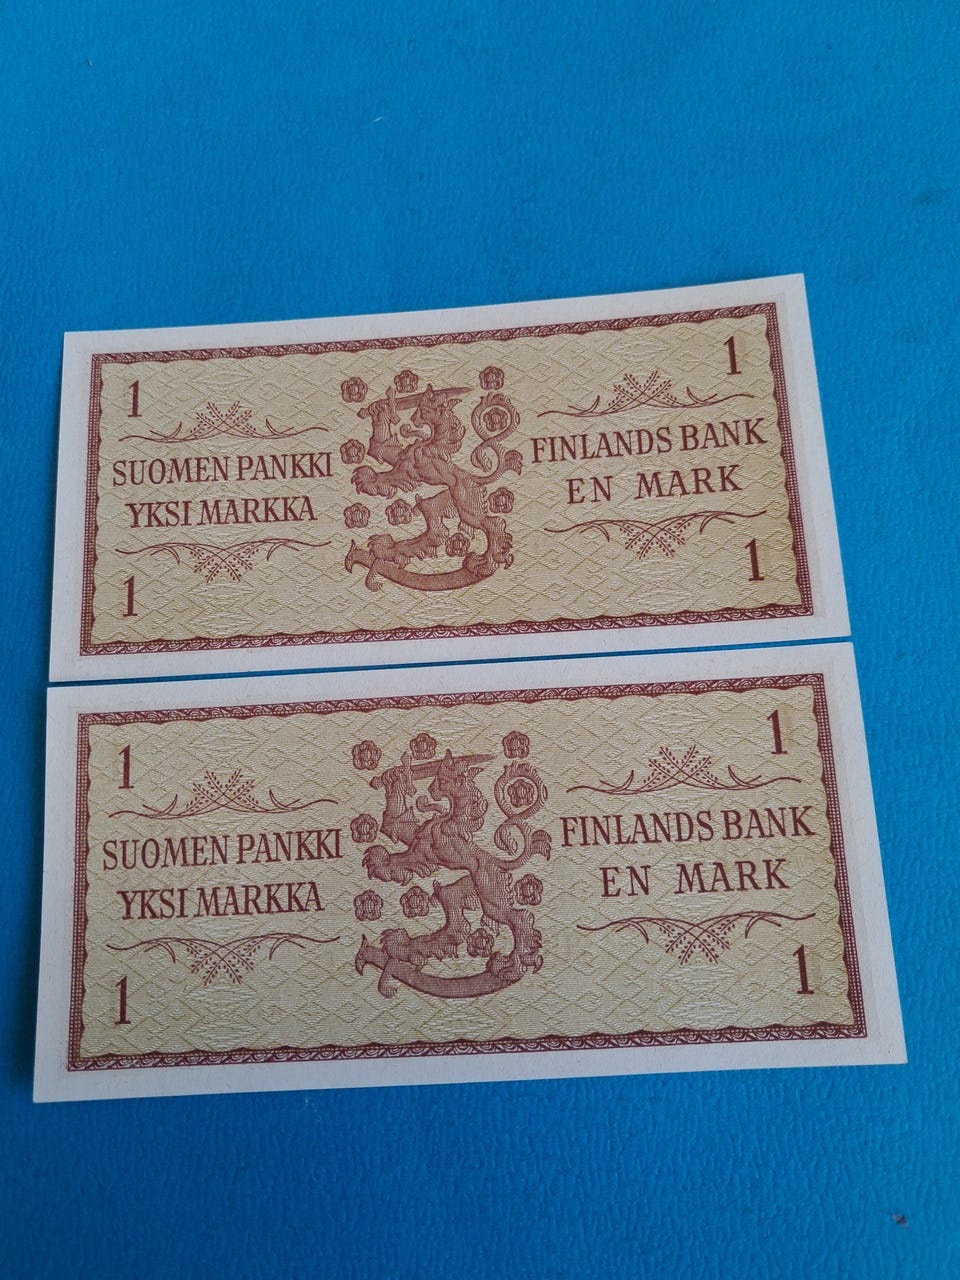 1
1
SUOMEN PANKKI
YKSI MARKKA
FINLANDS BANK
EN MARK
1
1
1
1
SUOMEN PANKKI
YKSI MARKKA
FINLANDS BANK
EN MARK
1
1